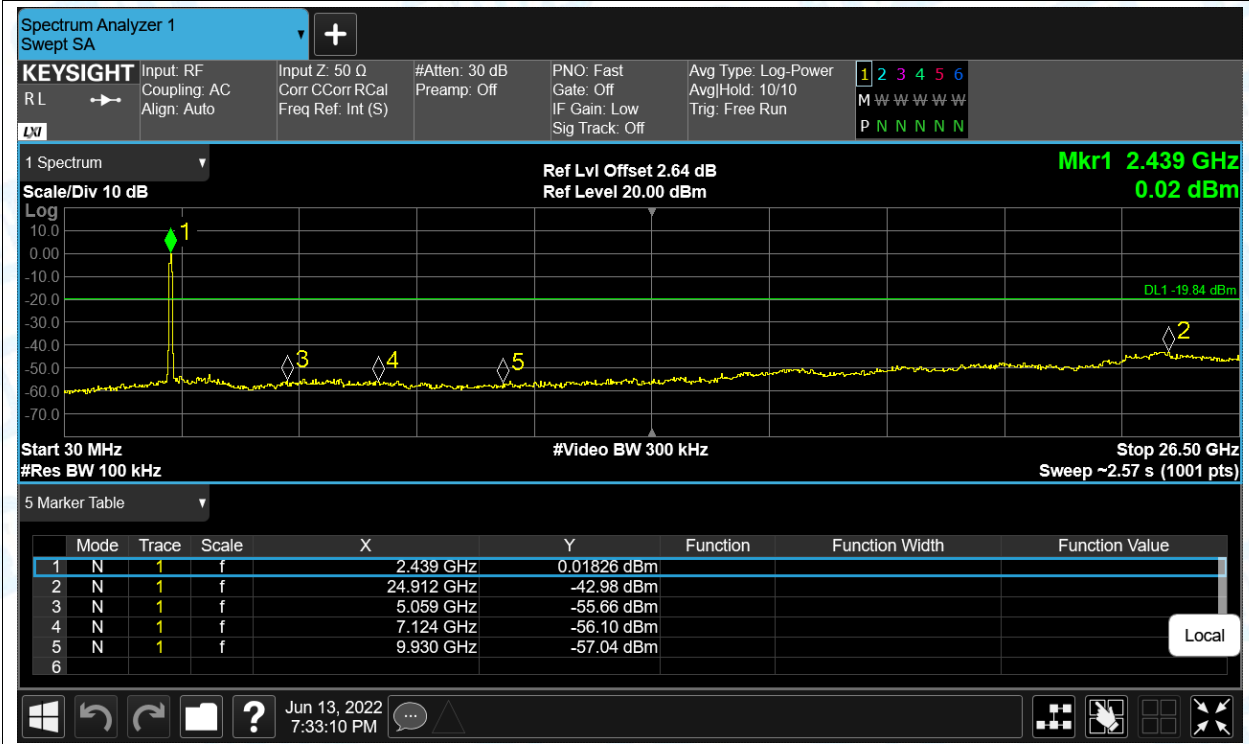 Spectrum Analyzer 1
Swept SA
+
KEYSIGHT
R L
LXI
Input: RF
Coupling: AC
Align: Auto
Input Z: 50 Ω
Corr CCorr RCal
Freq Ref: Int (S)
#Atten: 30 dB
Preamp: Off
PNO: Fast
Gate: Off
IF Gain: Low
Sig Track: Off
Avg Type: Log-Power
Avg|Hold: 10/10
Trig: Free Run
1 2 3 4 5 6
M W W W W W
P N N N N N
1 Spectrum
Scale/Div 10 dB
Ref Lvl Offset 2.64 dB
Ref Level 20.00 dBm
Mkr1 2.439 GHz
0.02 dBm
Log
10.0
0.00
-10.0
-20.0
-30.0
-40.0
-50.0
-60.0
-70.0
1
DL1 -19.84 dBm
2
3
4
5
Start 30 MHz
#Res BW 100 kHz
#Video BW 300 kHz
Stop 26.50 GHz
Sweep ~2.57 s (1001 pts)
5 Marker Table
Mode Trace Scale X Y Function Function Width Function Value
1 N 1 f 2.439 GHz 0.01826 dBm
2 N 1 f 24.912 GHz -42.98 dBm
3 N 1 f 5.059 GHz -55.66 dBm
4 N 1 f 7.124 GHz -56.10 dBm
5 N 1 f 9.930 GHz -57.04 dBm
6
Local
?
Jun 13, 2022
7:33:10 PM